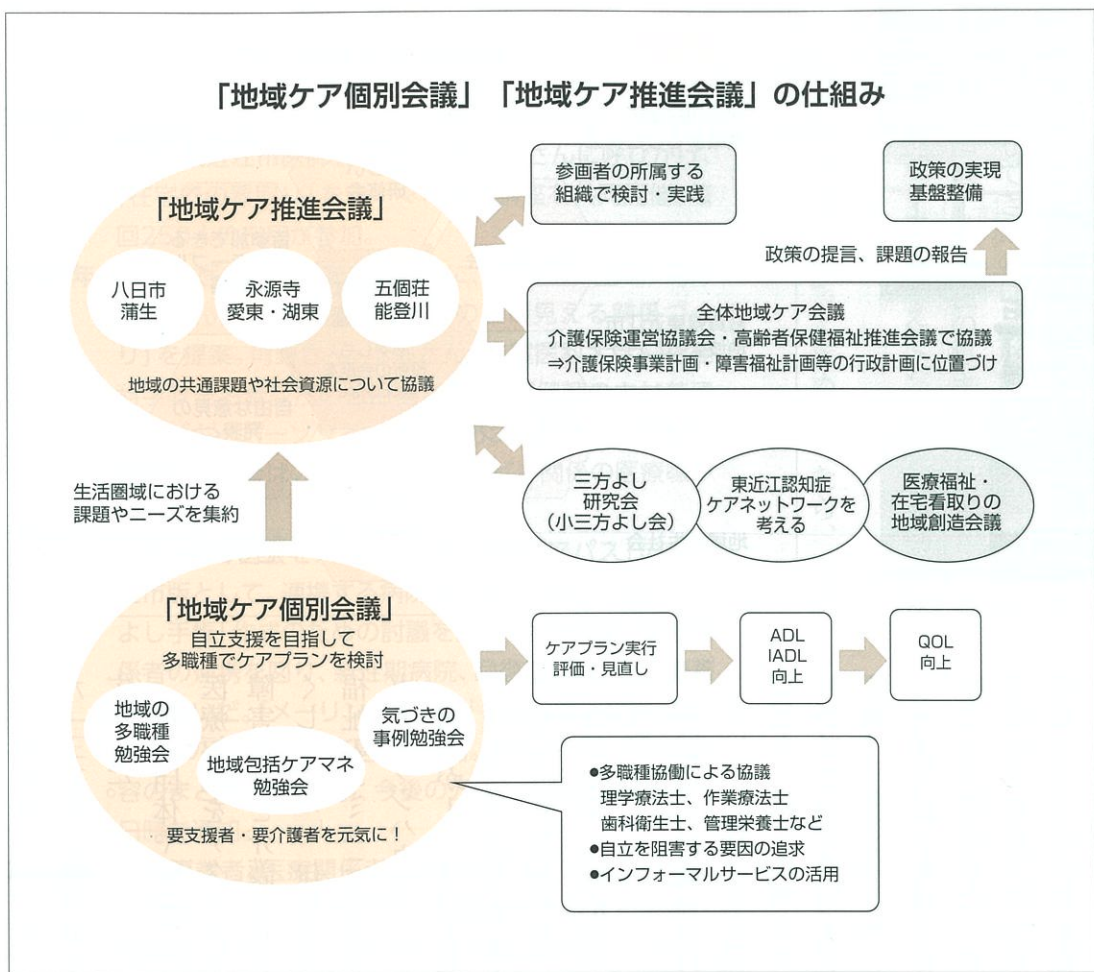 「地域ケア個別会議」「地域ケア推進会議」の仕組み
「地域ケア推進会議」
八日市
蒲生
永源寺
愛東・湖東
五個荘
能登川
地域の共通課題や社会資源について協議
参画者の所属する
組織で検討・実践
政策の実現
基盤整備
政策の提言、課題の報告
全体地域ケア会議
介護保険運営協議会・高齢者保健福祉推進会議で協議
⇒介護保険事業計画・障害福祉計画等の行政計画に位置づけ
三方よし
研究会
(小三方よし会)
東近江認知症
ケアネットワークを
考える
医療福祉・
在宅看取りの
地域創造会議
生活圏域における
課題やニーズを集約
「地域ケア個別会議」
自立支援を目指して
多職種でケアプランを検討
地域の
多職種
勉強会
地域包括ケアマネ
勉強会
気づきの
事例勉強会
要支援者・要介護者を元気に!
ケアプラン実行
評価・見直し
ADL
IADL
向上
QOL
向上
●多職種協働による協議
理学療法士、作業療法士
歯科衛生士、管理栄養士など
●自立を阻害する要因の追求
●インフォーマルサービスの活用